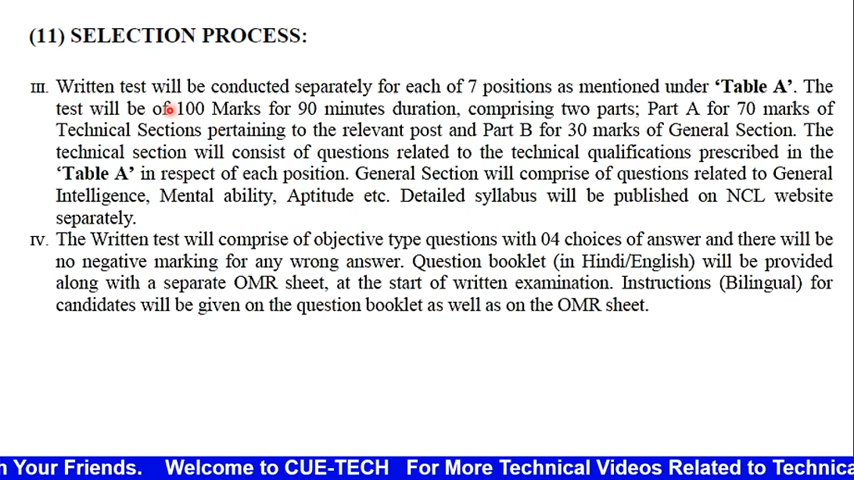 (11) SELECTION PROCESS:
III. Written test will be conducted separately for each of 7 positions as mentioned under ‘Table A’. The
test will be of 100 Marks for 90 minutes duration, comprising two parts; Part A for 70 marks of
Technical Sections pertaining to the relevant post and Part B for 30 marks of General Section. The
technical section will consist of questions related to the technical qualifications prescribed in the
‘Table A’ in respect of each position. General Section will comprise of questions related to General
Intelligence, Mental ability, Aptitude etc. Detailed syllabus will be published on NCL website
separately.
IV. The Written test will comprise of objective type questions with 04 choices of answer and there will be
no negative marking for any wrong answer. Question booklet (in Hindi/English) will be provided
along with a separate OMR sheet, at the start of written examination. Instructions (Bilingual) for
candidates will be given on the question booklet as well as on the OMR sheet.
h Your Friends. Welcome to CUE-TECH For More Technical Videos Related to Technica